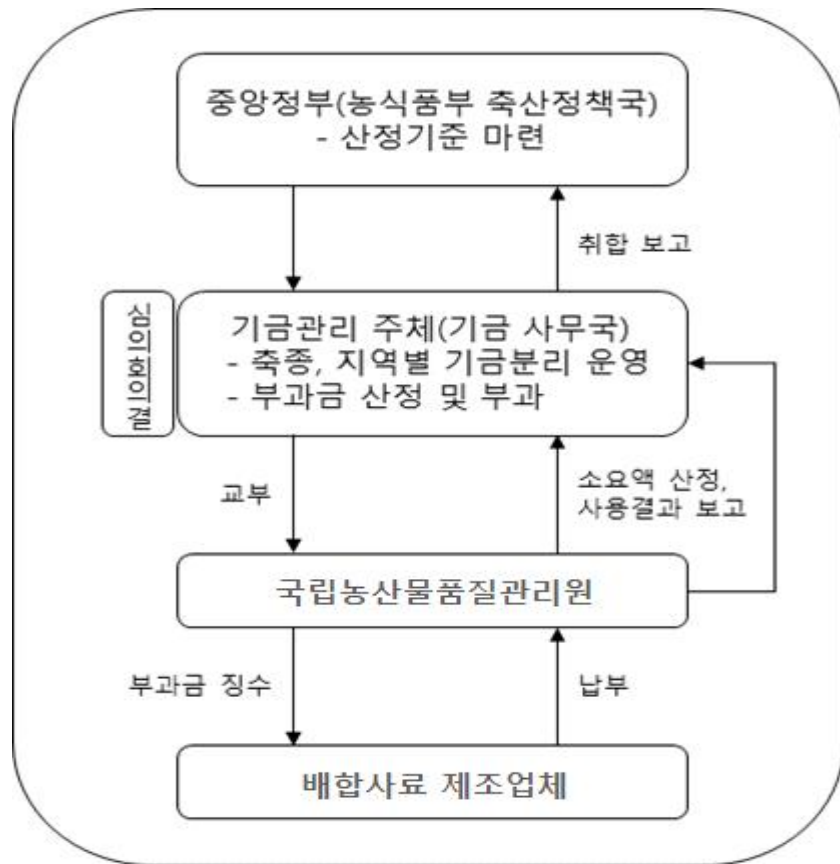 중앙정부(농식품부 축산정책국)
- 산정기준 마련
취합 보고
심의회의결
기금관리 주체(기금 사무국)
- 축종, 지역별 기금분리 운영
- 부과금 산정 및 부과
교부
소요액 산정,
사용결과 보고
국립농산물품질관리원
부과금 징수
납부
배합사료 제조업체